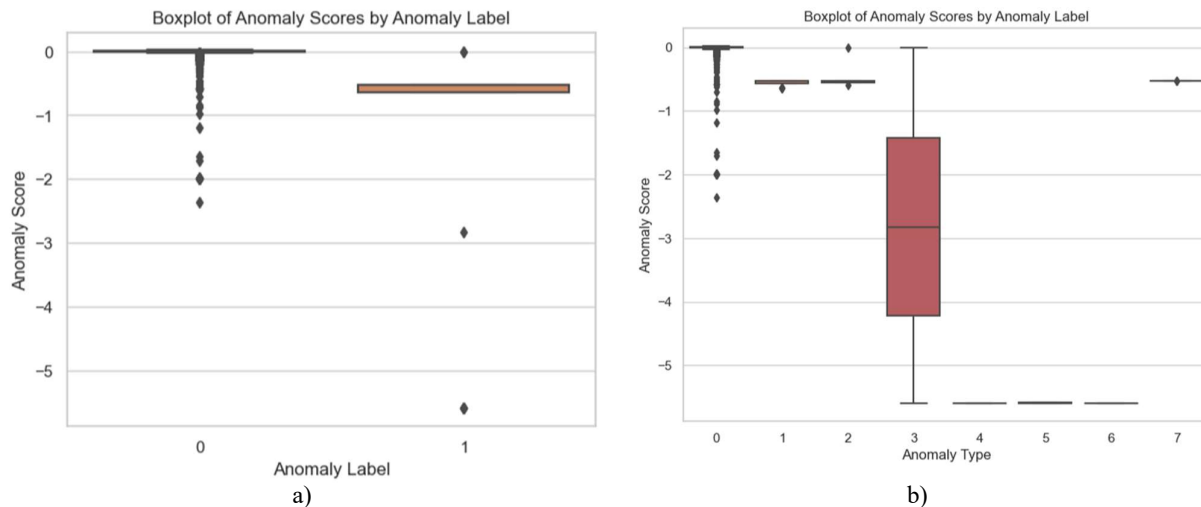 Boxplot of Anomaly Scores by Anomaly Label
0
−1
−2
−3
−4
−5
Anomaly Score
0 1
Anomaly Label
a)
Boxplot of Anomaly Scores by Anomaly Label
0
−1
−2
−3
−4
−5
Anomaly Score
0 1 2 3 4 5 6 7
Anomaly Type
b)